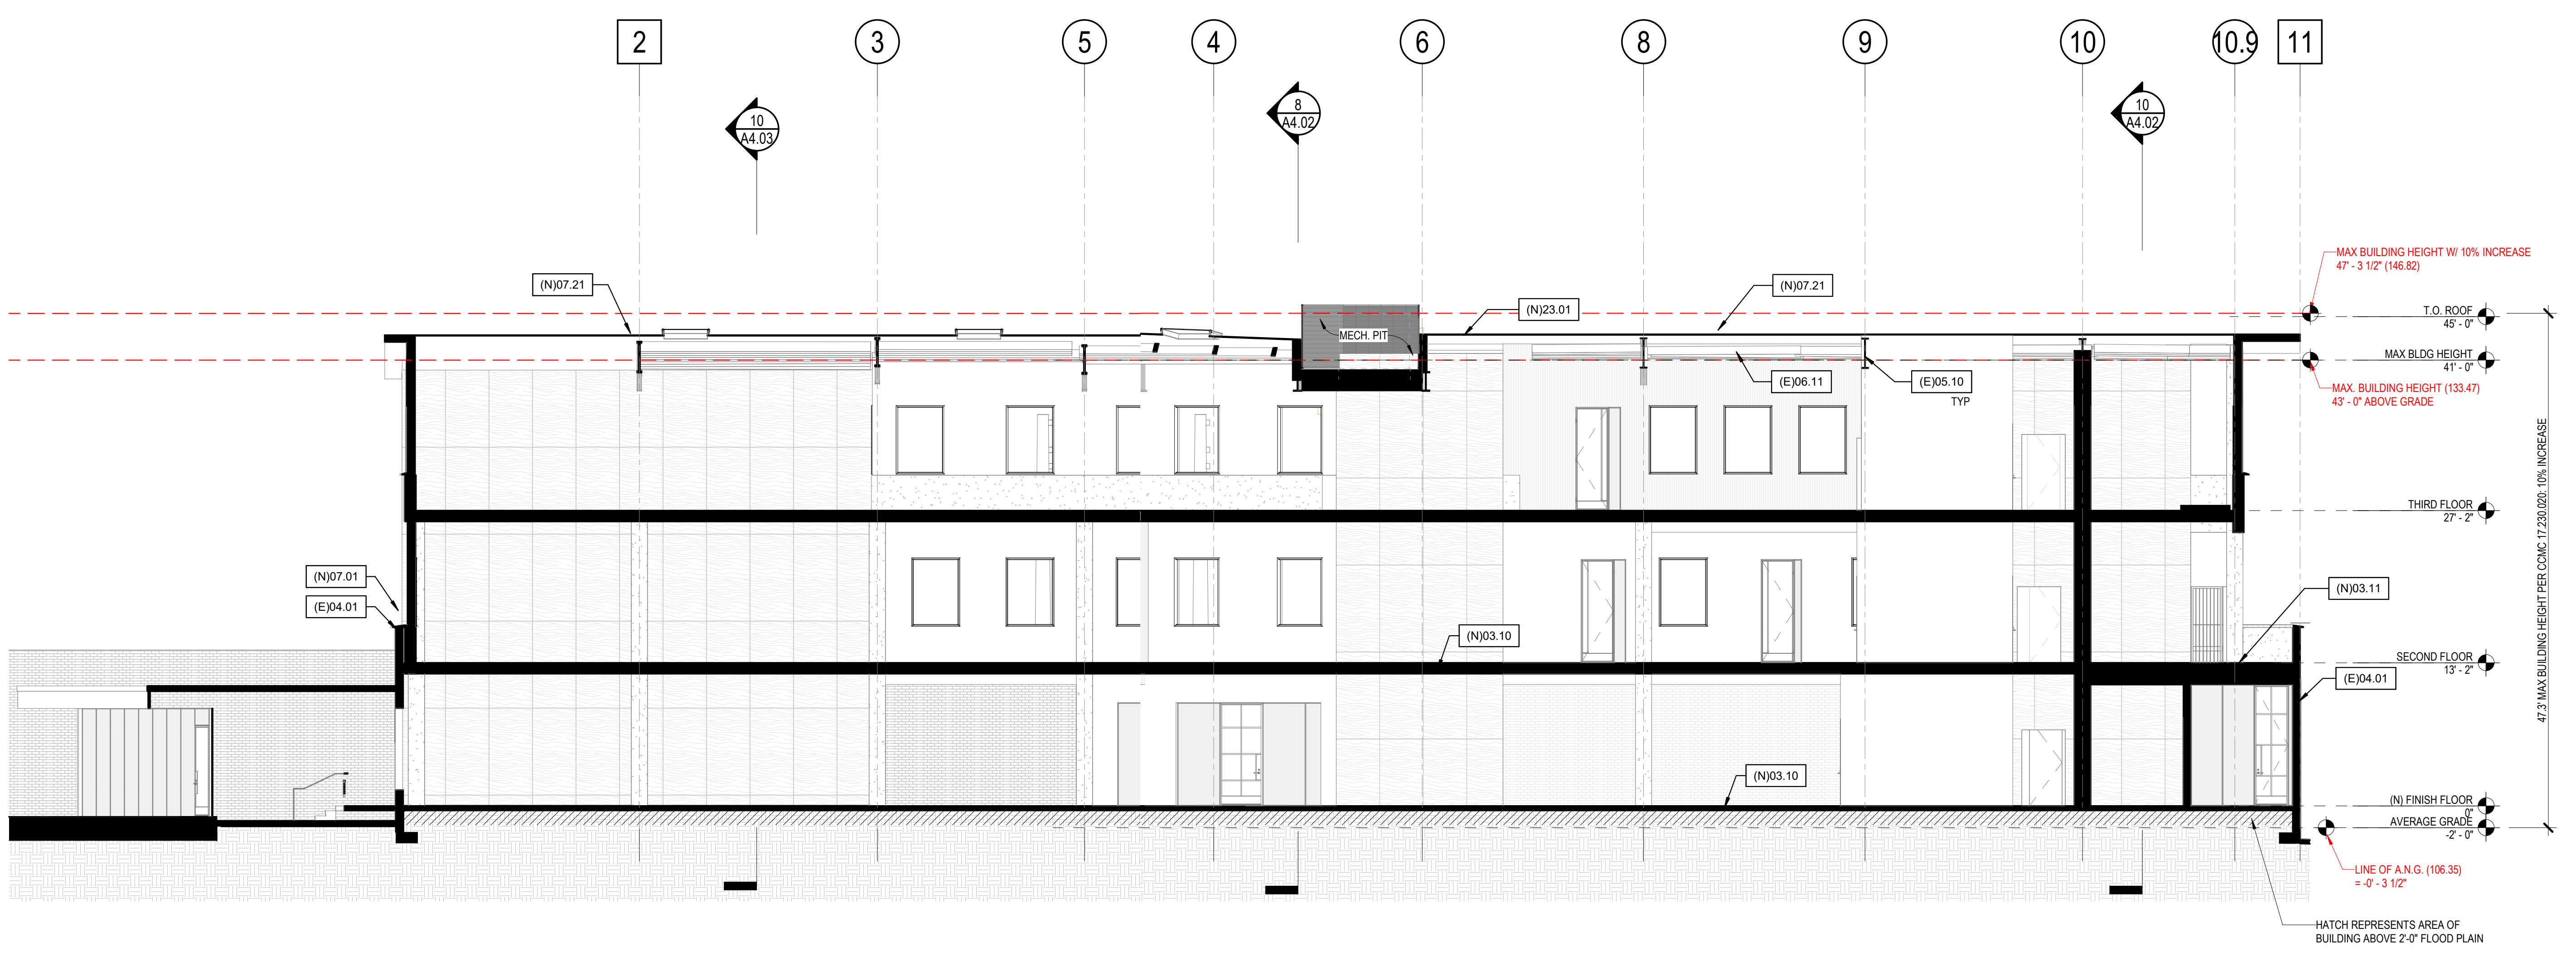 2
3
5
4
6
8
9
10
10.9
11
10
A4.03
8
A4.02
10
A4.02
MAX BUILDING HEIGHT W/ 10% INCREASE
47' - 3 1/2" (146.82)
(N)07.21
(N)07.21
(N)23.01
T.O. ROOF
45' - 0"
MECH. PIT
MAX BLDG HEIGHT
41' - 0"
(E)06.11
(E)05.10
TYP
MAX. BUILDING HEIGHT (133.47)
43' - 0" ABOVE GRADE
47.3' MAX BUILDING HEIGHT PER CCMC 17.230.020: 10% INCREASE
THIRD FLOOR
27' - 2"
(N)07.01
(E)04.01
(N)03.11
(N)03.10
SECOND FLOOR
13' - 2"
(E)04.01
(N)03.10
(N) FINISH FLOOR
0"
AVERAGE GRADE
-2' - 0"
LINE OF A.N.G. (106.35)
= -0' - 3 1/2"
HATCH REPRESENTS AREA OF
BUILDING ABOVE 2'-0" FLOOD PLAIN